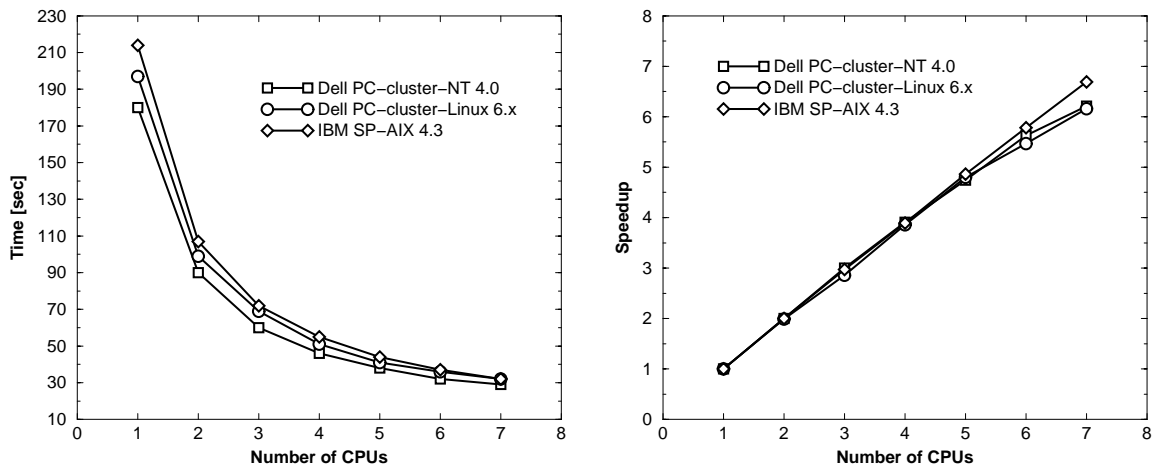 230
210
190
170
150
130
110
90
70
50
30
10
Time [sec]
Dell PC−cluster−NT 4.0
Dell PC−cluster−Linux 6.x
IBM SP−AIX 4.3
0 1 2 3 4 5 6 7 8
Number of CPUs
8
7
6
5
4
3
2
1
0
Speedup
Dell PC−cluster−NT 4.0
Dell PC−cluster−Linux 6.x
IBM SP−AIX 4.3
0 1 2 3 4 5 6 7 8
Number of CPUs